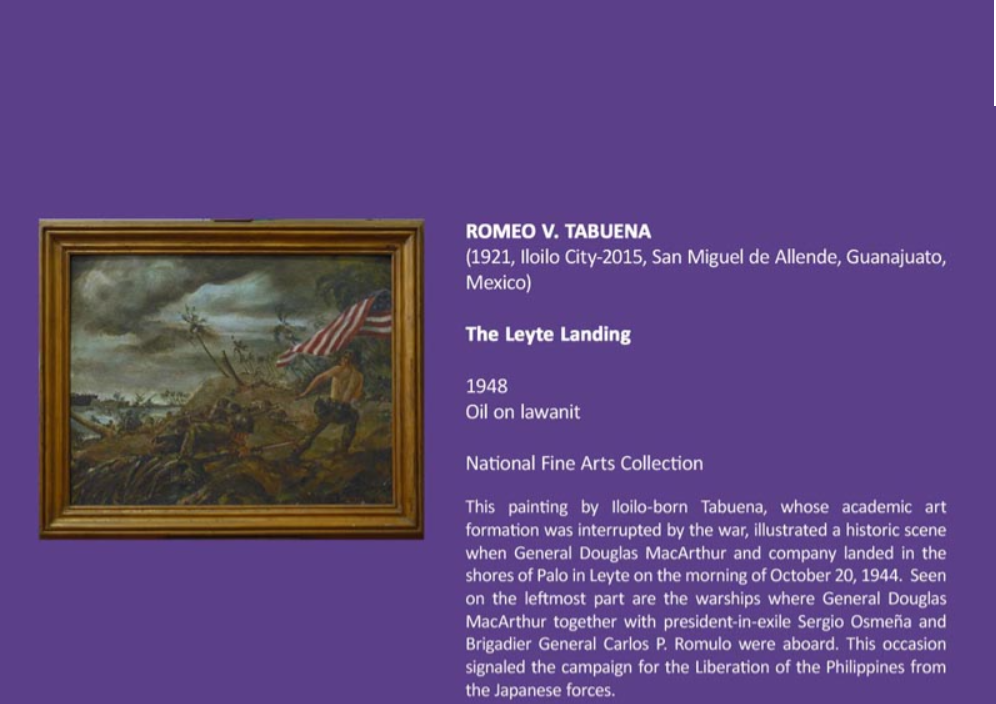 ROMEO V. TABUENA
(1921, Iloilo City-2015, San Miguel de Allende, Guanajuato,
Mexico)
The Leyte Landing
1948
Oil on lawanit
National Fine Arts Collection
This painting by Iloilo-born Tabuena, whose academic art
formation was interrupted by the war, illustrated a historic scene
when General Douglas MacArthur and company landed in the
shores of Palo in Leyte on the morning of October 20, 1944. Seen
on the leftmost part are the warships where General Douglas
MacArthur together with president-in-exile Sergio Osmeña and
Brigadier General Carlos P. Romulo were aboard. This occasion
signaled the campaign for the Liberation of the Philippines from
the Japanese forces.